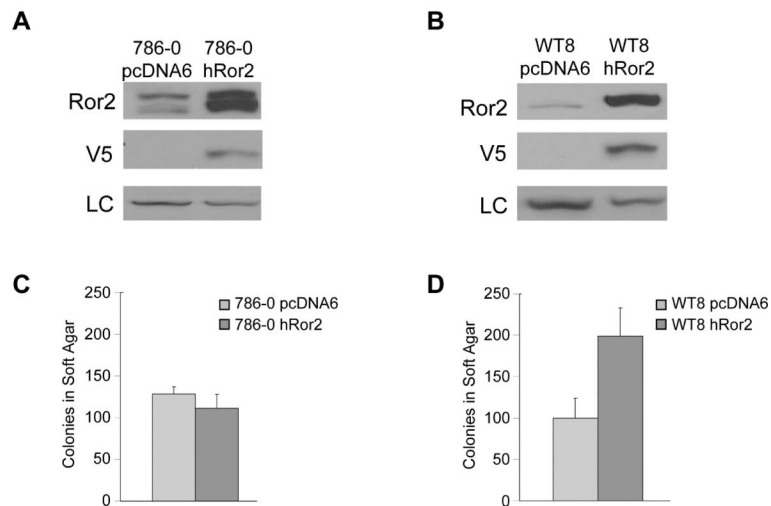 A
786-0
pcDNA6
786-0
hRor2
Ror2
V5
LC
B
WT8
pcDNA6
WT8
hRor2
Ror2
V5
LC
C
250
200
150
100
50
0
Colonies in Soft Agar
786-0 pcDNA6
786-0 hRor2
D
250
200
150
100
50
0
Colonies in Soft Agar
WT8 pcDNA6
WT8 hRor2